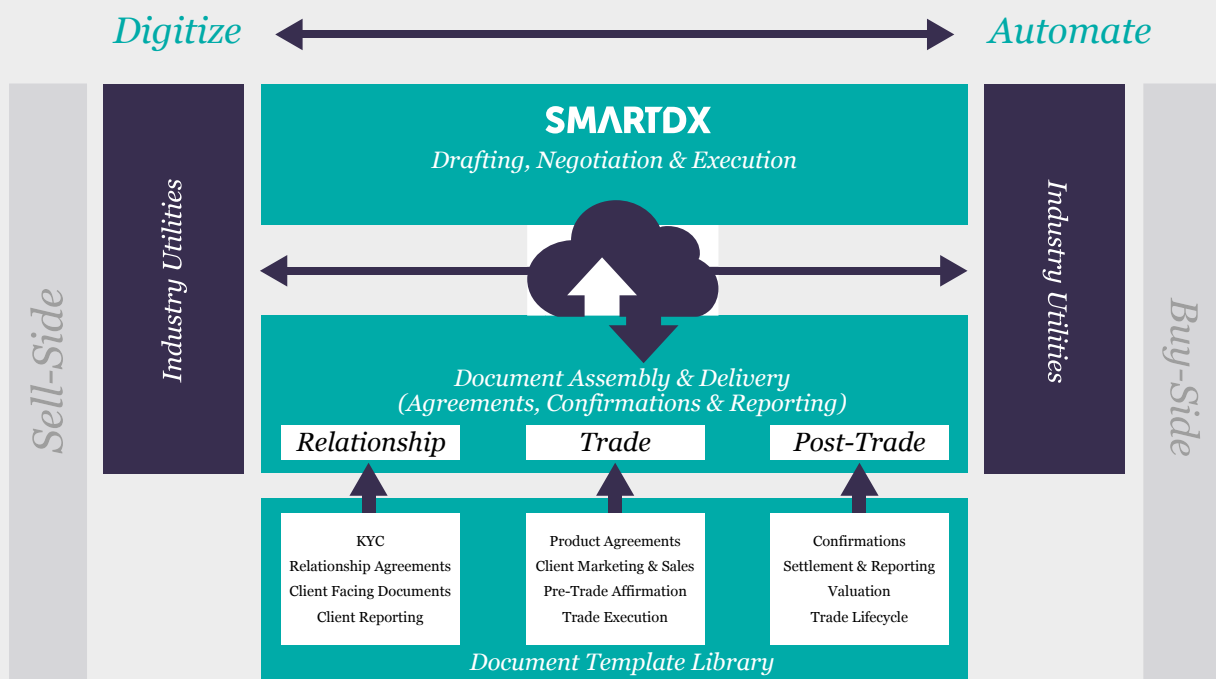 Digitize
Automate
Sell-Side
Industry Utilities
SMARTDX
Drafting, Negotiation & Execution
Industry Utilities
Buy-Side
Document Assembly & Delivery
(Agreements, Confirmations & Reporting)
Relationship
Trade
Post-Trade
KYC
Relationship Agreements
Client Facing Documents
Client Reporting
Product Agreements
Client Marketing & Sales
Pre-Trade Affirmation
Trade Execution
Confirmations
Settlement & Reporting
Valuation
Trade Lifecycle
Document Template Library